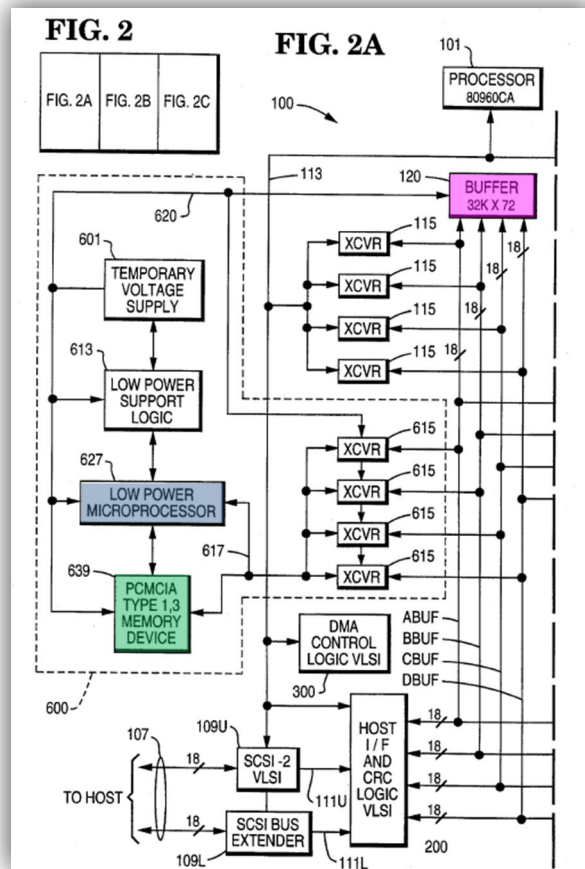 FIG. 2
FIG. 2A
FIG. 2A
FIG. 2B
FIG. 2C
101
PROCESSOR
80960CA
100
113
120
BUFFER
32K X 72
620
601
TEMPORARY
VOLTAGE
SUPPLY
115
XCVR
18
115
XCVR
18
115
XCVR
18
115
XCVR
18
613
LOW POWER
SUPPORT
LOGIC
627
LOW POWER
MICROPROCESSOR
615
XCVR
615
XCVR
615
XCVR
615
XCVR
617
639
PCMCIA
TYPE 1,3
MEMORY
DEVICE
600
DMA
CONTROL
LOGIC VLSI
300
ABUF
BBUF
CBUF
DBUF
107
TO HOST
18
18
109U
SCSI -2
VLSI
111U
SCSI BUS
EXTENDER
109L
111L
HOST
I / F
AND
CRC
LOGIC
VLSI
200
18
18
18
18